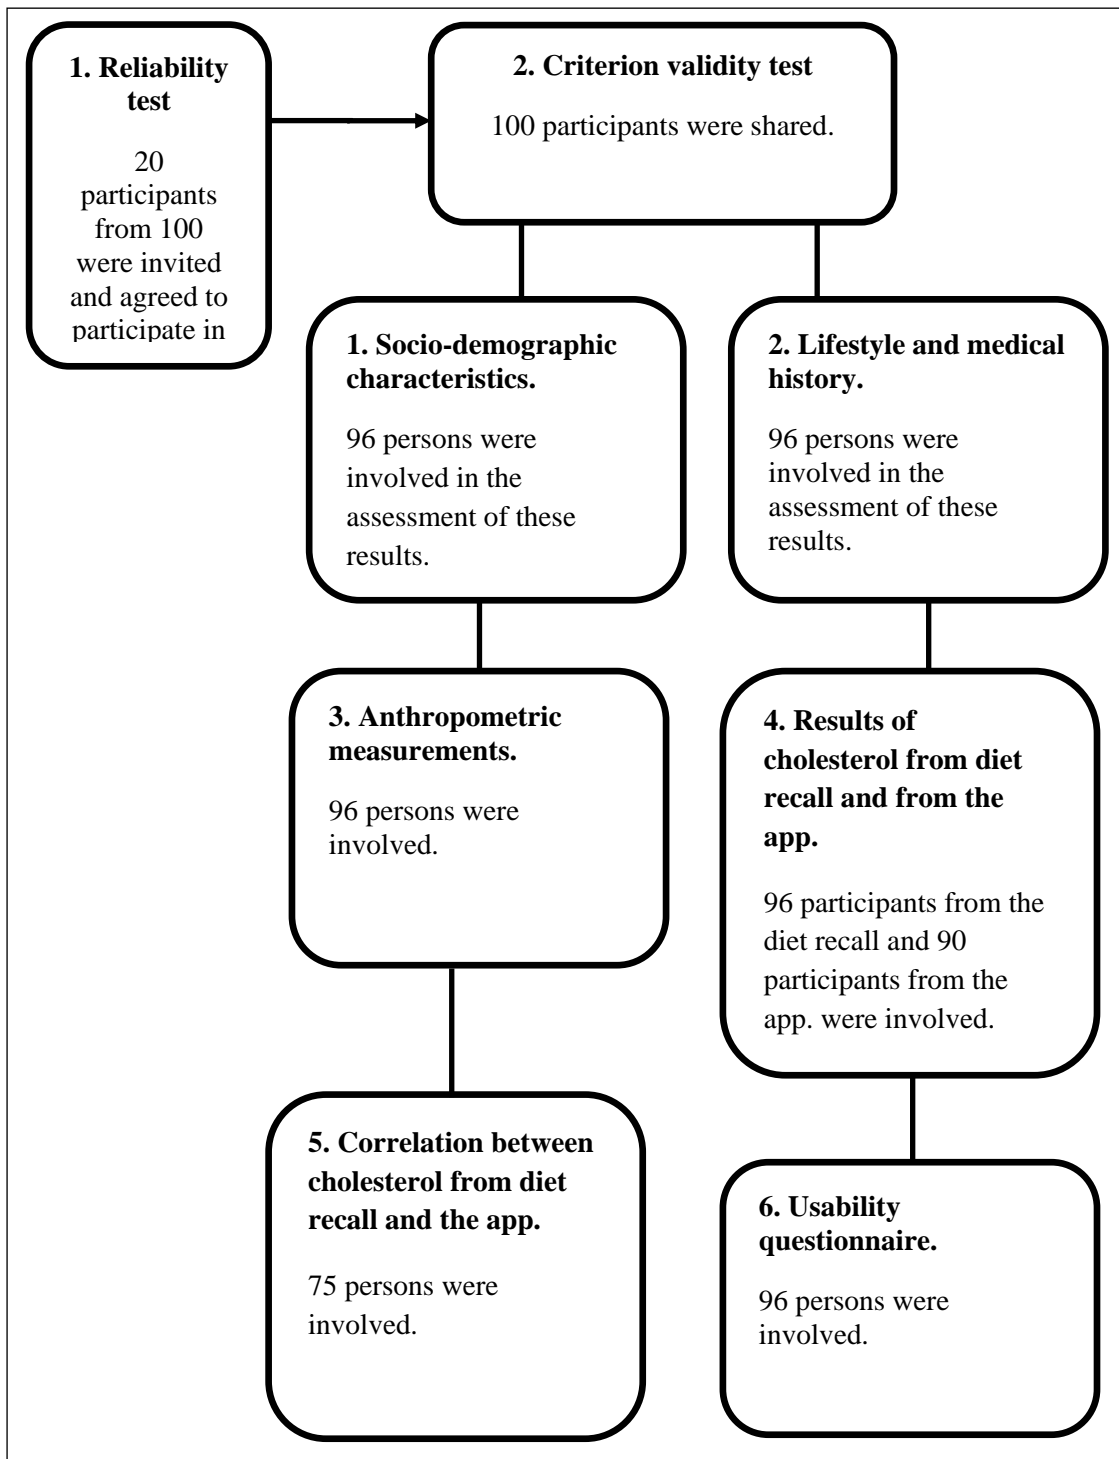 1. Reliability
test
20
participants
from 100
were invited
and agreed to
participate in
2. Criterion validity test
100 participants were shared.
1. Socio-demographic
characteristics.
96 persons were
involved in the
assessment of these
results.
2. Lifestyle and medical
history.
96 persons were
involved in the
assessment of these
results.
3. Anthropometric
measurements.
96 persons were
involved.
4. Results of
cholesterol from diet
recall and from the
app.
96 participants from the
diet recall and 90
participants from the
app. were involved.
5. Correlation between
cholesterol from diet
recall and the app.
75 persons were
involved.
6. Usability
questionnaire.
96 persons were
involved.